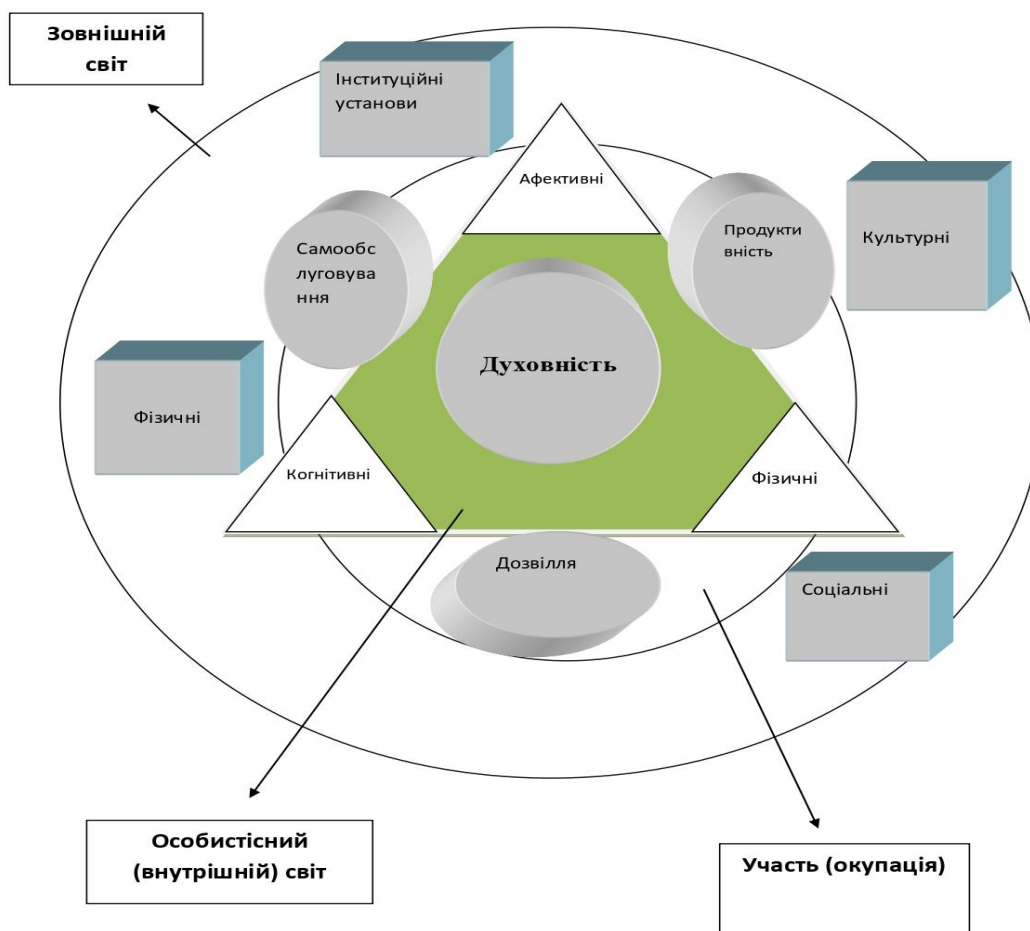 Зовнішній
світ
Інституційні
установи
Афективні
Самообс
луговува
ння
Продукти
вність
Культурні
Духовність
Фізичні
Когнітивні
Фізичні
Дозвілля
Соціальні
Особистісний
(внутрішній) світ
Участь (окупація)